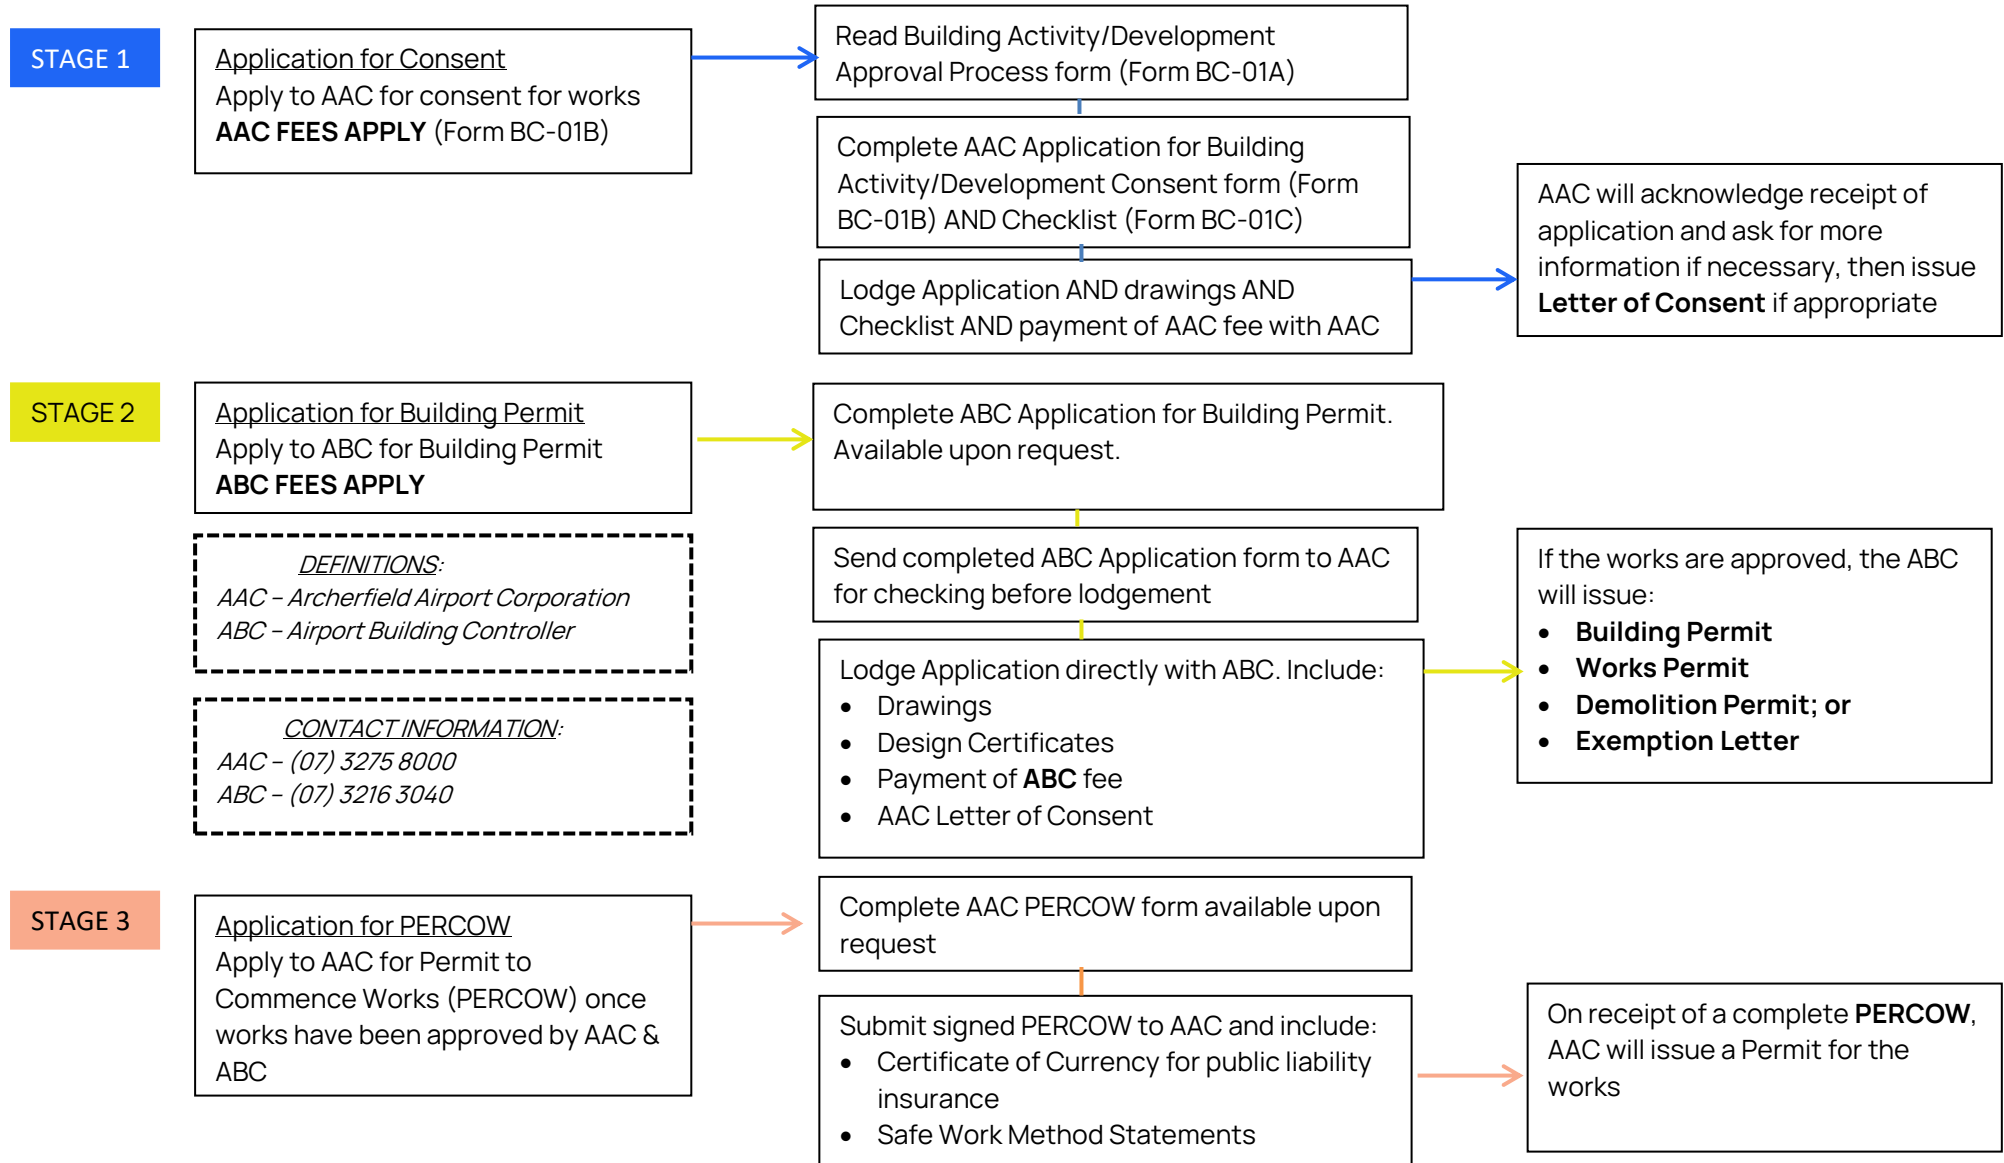 STAGE 1
Application for Consent
Apply to AAC for consent for works
AAC FEES APPLY (Form BC-01B)
Read Building Activity/Development
Approval Process form (Form BC-01A)
Complete AAC Application for Building
Activity/Development Consent form (Form
BC-01B) AND Checklist (Form BC-01C)
Lodge Application AND drawings AND
Checklist AND payment of AAC fee with AAC
AAC will acknowledge receipt of
application and ask for more
information if necessary, then issue
Letter of Consent if appropriate
STAGE 2
Application for Building Permit
Apply to ABC for Building Permit
ABC FEES APPLY
DEFINITIONS:
AAC – Archerfield Airport Corporation
ABC – Airport Building Controller
CONTACT INFORMATION:
AAC – (07) 3275 8000
ABC – (07) 3216 3040
Complete ABC Application for Building Permit.
Available upon request.
Send completed ABC Application form to AAC
for checking before lodgement
Lodge Application directly with ABC. Include:
• Drawings
• Design Certificates
• Payment of ABC fee
• AAC Letter of Consent
If the works are approved, the ABC
will issue:
• Building Permit
• Works Permit
• Demolition Permit; or
• Exemption Letter
STAGE 3
Application for PERCOW
Apply to AAC for Permit to
Commence Works (PERCOW) once
works have been approved by AAC &
ABC
Complete AAC PERCOW form available upon
request
Submit signed PERCOW to AAC and include:
• Certificate of Currency for public liability
insurance
• Safe Work Method Statements
On receipt of a complete PERCOW,
AAC will issue a Permit for the
works